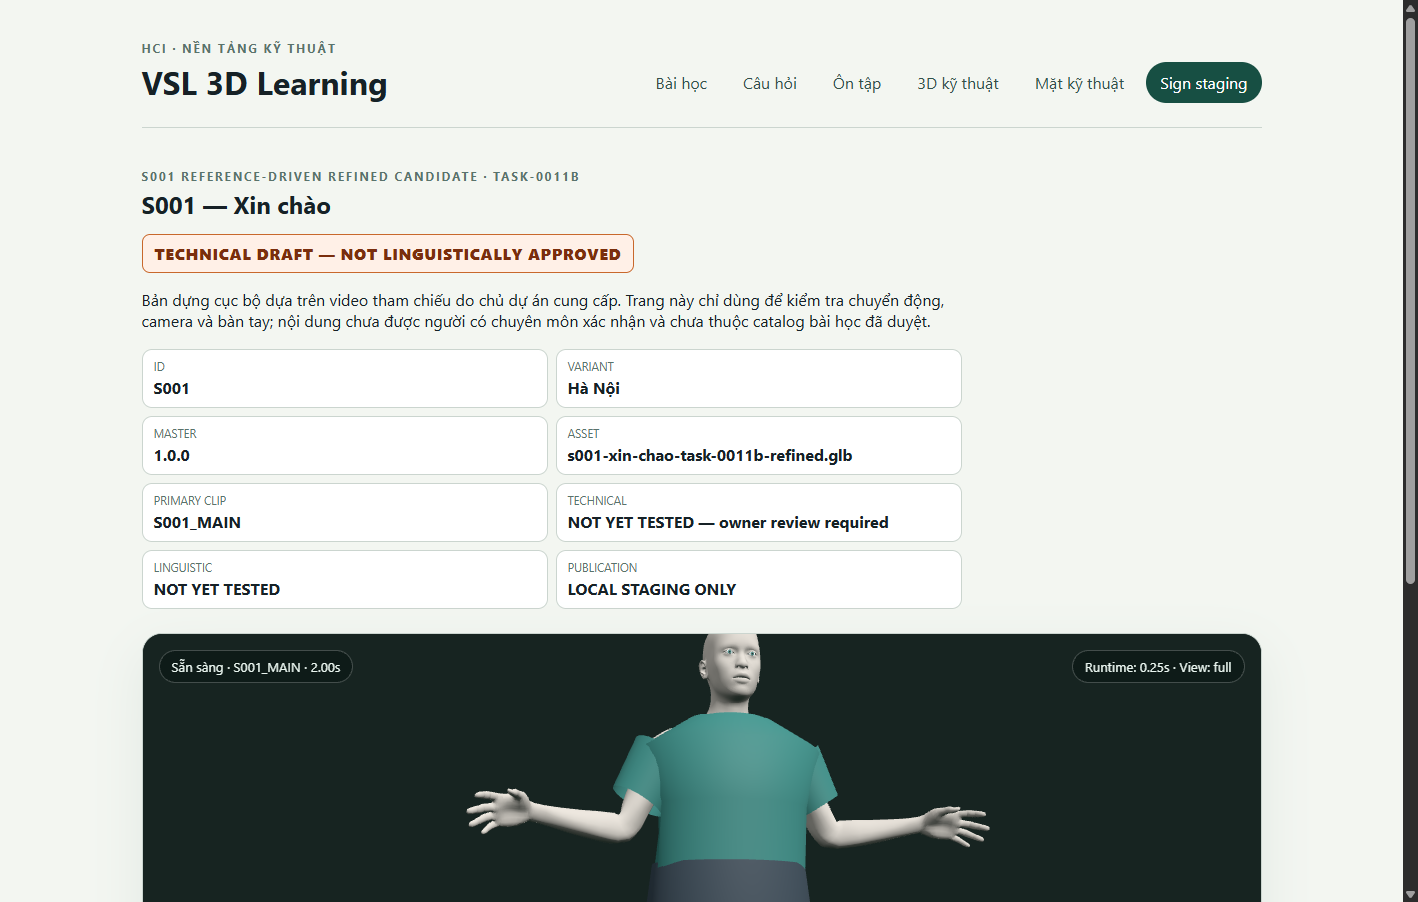 HCI · NỀN TẢNG KỸ THUẬT
VSL 3D Learning
Bài học
Câu hỏi
Ôn tập
3D kỹ thuật
Mặt kỹ thuật
Sign staging
S001 REFERENCE-DRIVEN REFINED CANDIDATE · TASK-0011B
S001 — Xin chào
TECHNICAL DRAFT — NOT LINGUISTICALLY APPROVED
Bản dựng cục bộ dựa trên video tham chiếu do chủ dự án cung cấp. Trang này chỉ dùng để kiểm tra chuyển động,
camera và bàn tay; nội dung chưa được người có chuyên môn xác nhận và chưa thuộc catalog bài học đã duyệt.
ID
S001
VARIANT
Hà Nội
MASTER
1.0.0
ASSET
s001-xin-chao-task-0011b-refined.glb
PRIMARY CLIP
S001_MAIN
TECHNICAL
NOT YET TESTED — owner review required
LINGUISTIC
NOT YET TESTED
PUBLICATION
LOCAL STAGING ONLY
Sẵn sàng · S001_MAIN · 2.00s
Runtime: 0.25s · View: full